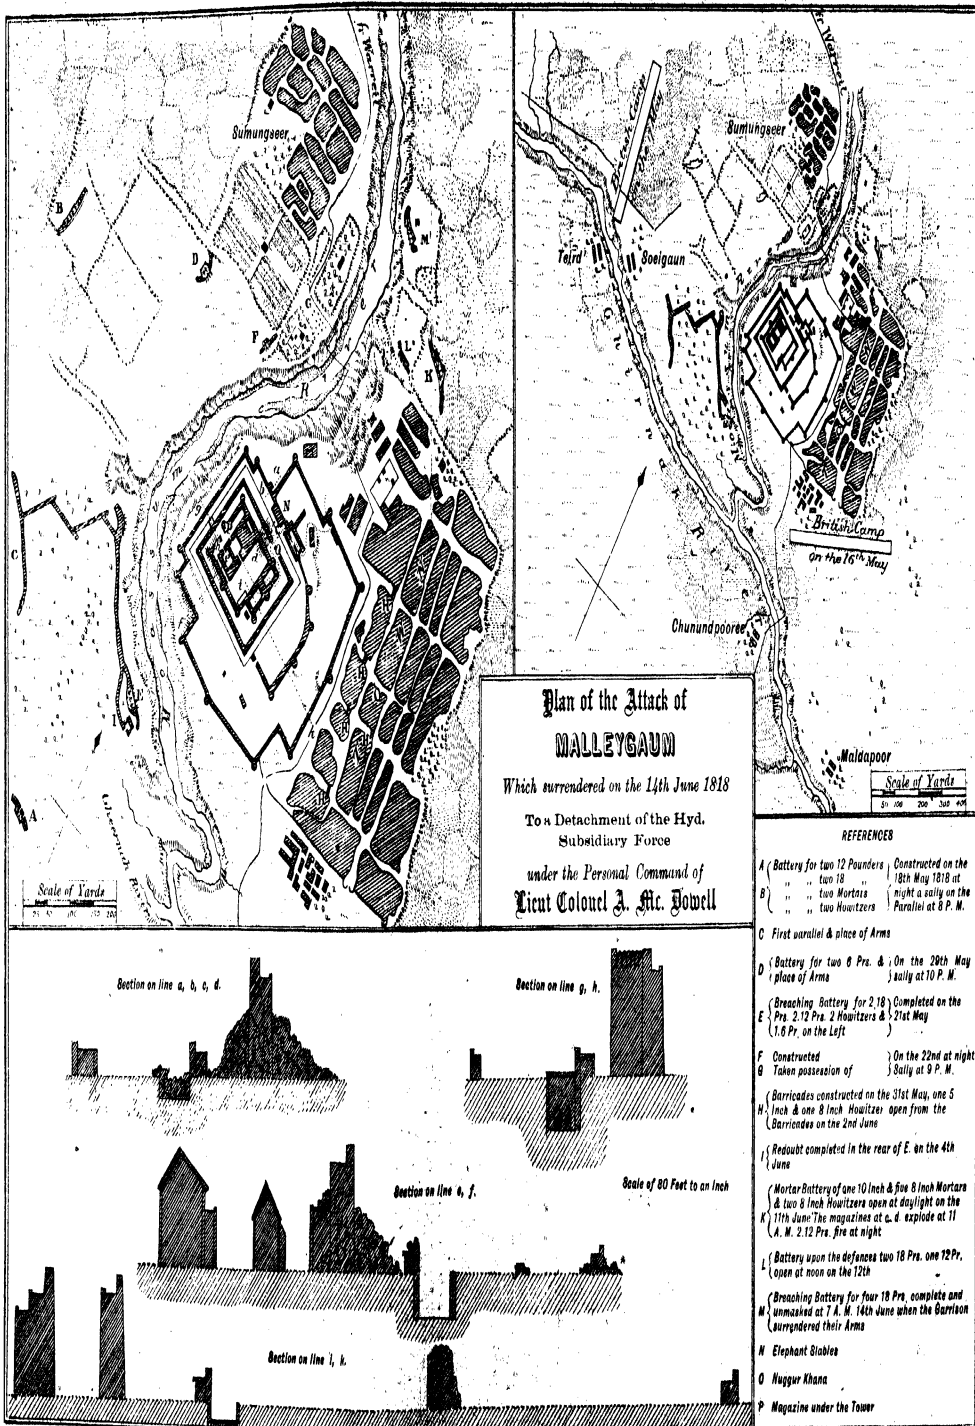 fr Warrett
Sumungseer
B
M
D
C
F
L
K
H
a
N
C
E
I
A
Scale of Yards
fr Warrett
Sumungseer
Soeigaun
G i r n a h R
British Camp
on the 16th May
Chunundpooree
Maldapoor
Scale of Yards
50 100 200 300 400
Plan of the Attack of
MALLEYGAUM
Which surrendered on the 14th June 1818
To a Detachment of the Hyd.
Subsidiary Force
under the Personal Command of
Lieut Colouel A. Mc. Dowell
Section on line a, b, c, d.
Section on line g, h.
Section on line e, f.
Scale of 80 Feet to an Inch
Section on line i, k.
REFERENCES
A Battery for two 12 Pounders Constructed on the
" " two 18 " 18th May 1818 at
B " " two Mortars night a sally on the
" " two Howitzers Parallel at 8 P. M.
C First parallel & place of Arms
D Battery for two 6 Prs. & On the 29th May
place of Arms sally at 10 P. M.
E Breaching Battery for 2.18 Completed on the
Prs. 2.12 Prs. 2 Howitzers & 21st May
1.6 Pr. on the Left
F Constructed On the 22nd at night
G Taken possession of Sally at 9 P. M.
H Barricades constructed on the 31st May, one 5
Inch & one 8 Inch Howitzer open from the
Barricades on the 2nd June
I Redoubt completed in the rear of E. on the 4th
June
K Mortar Battery of one 10 Inch & five 8 Inch Mortars
& two 8 Inch Howitzers open at daylight on the
11th June The magazines at c. d. explode at 11
A. M. 2.12 Prs. fire at night
L Battery upon the defences two 18 Prs. one 12 Pr.
open at noon on the 12th
M Breaching Battery for four 18 Prs. complete and
unmasked at 7 A. M. 14th June when the Garrison
surrendered their Arms
N Elephant Stables
O Nuggur Khana
P Magazine under the Tower